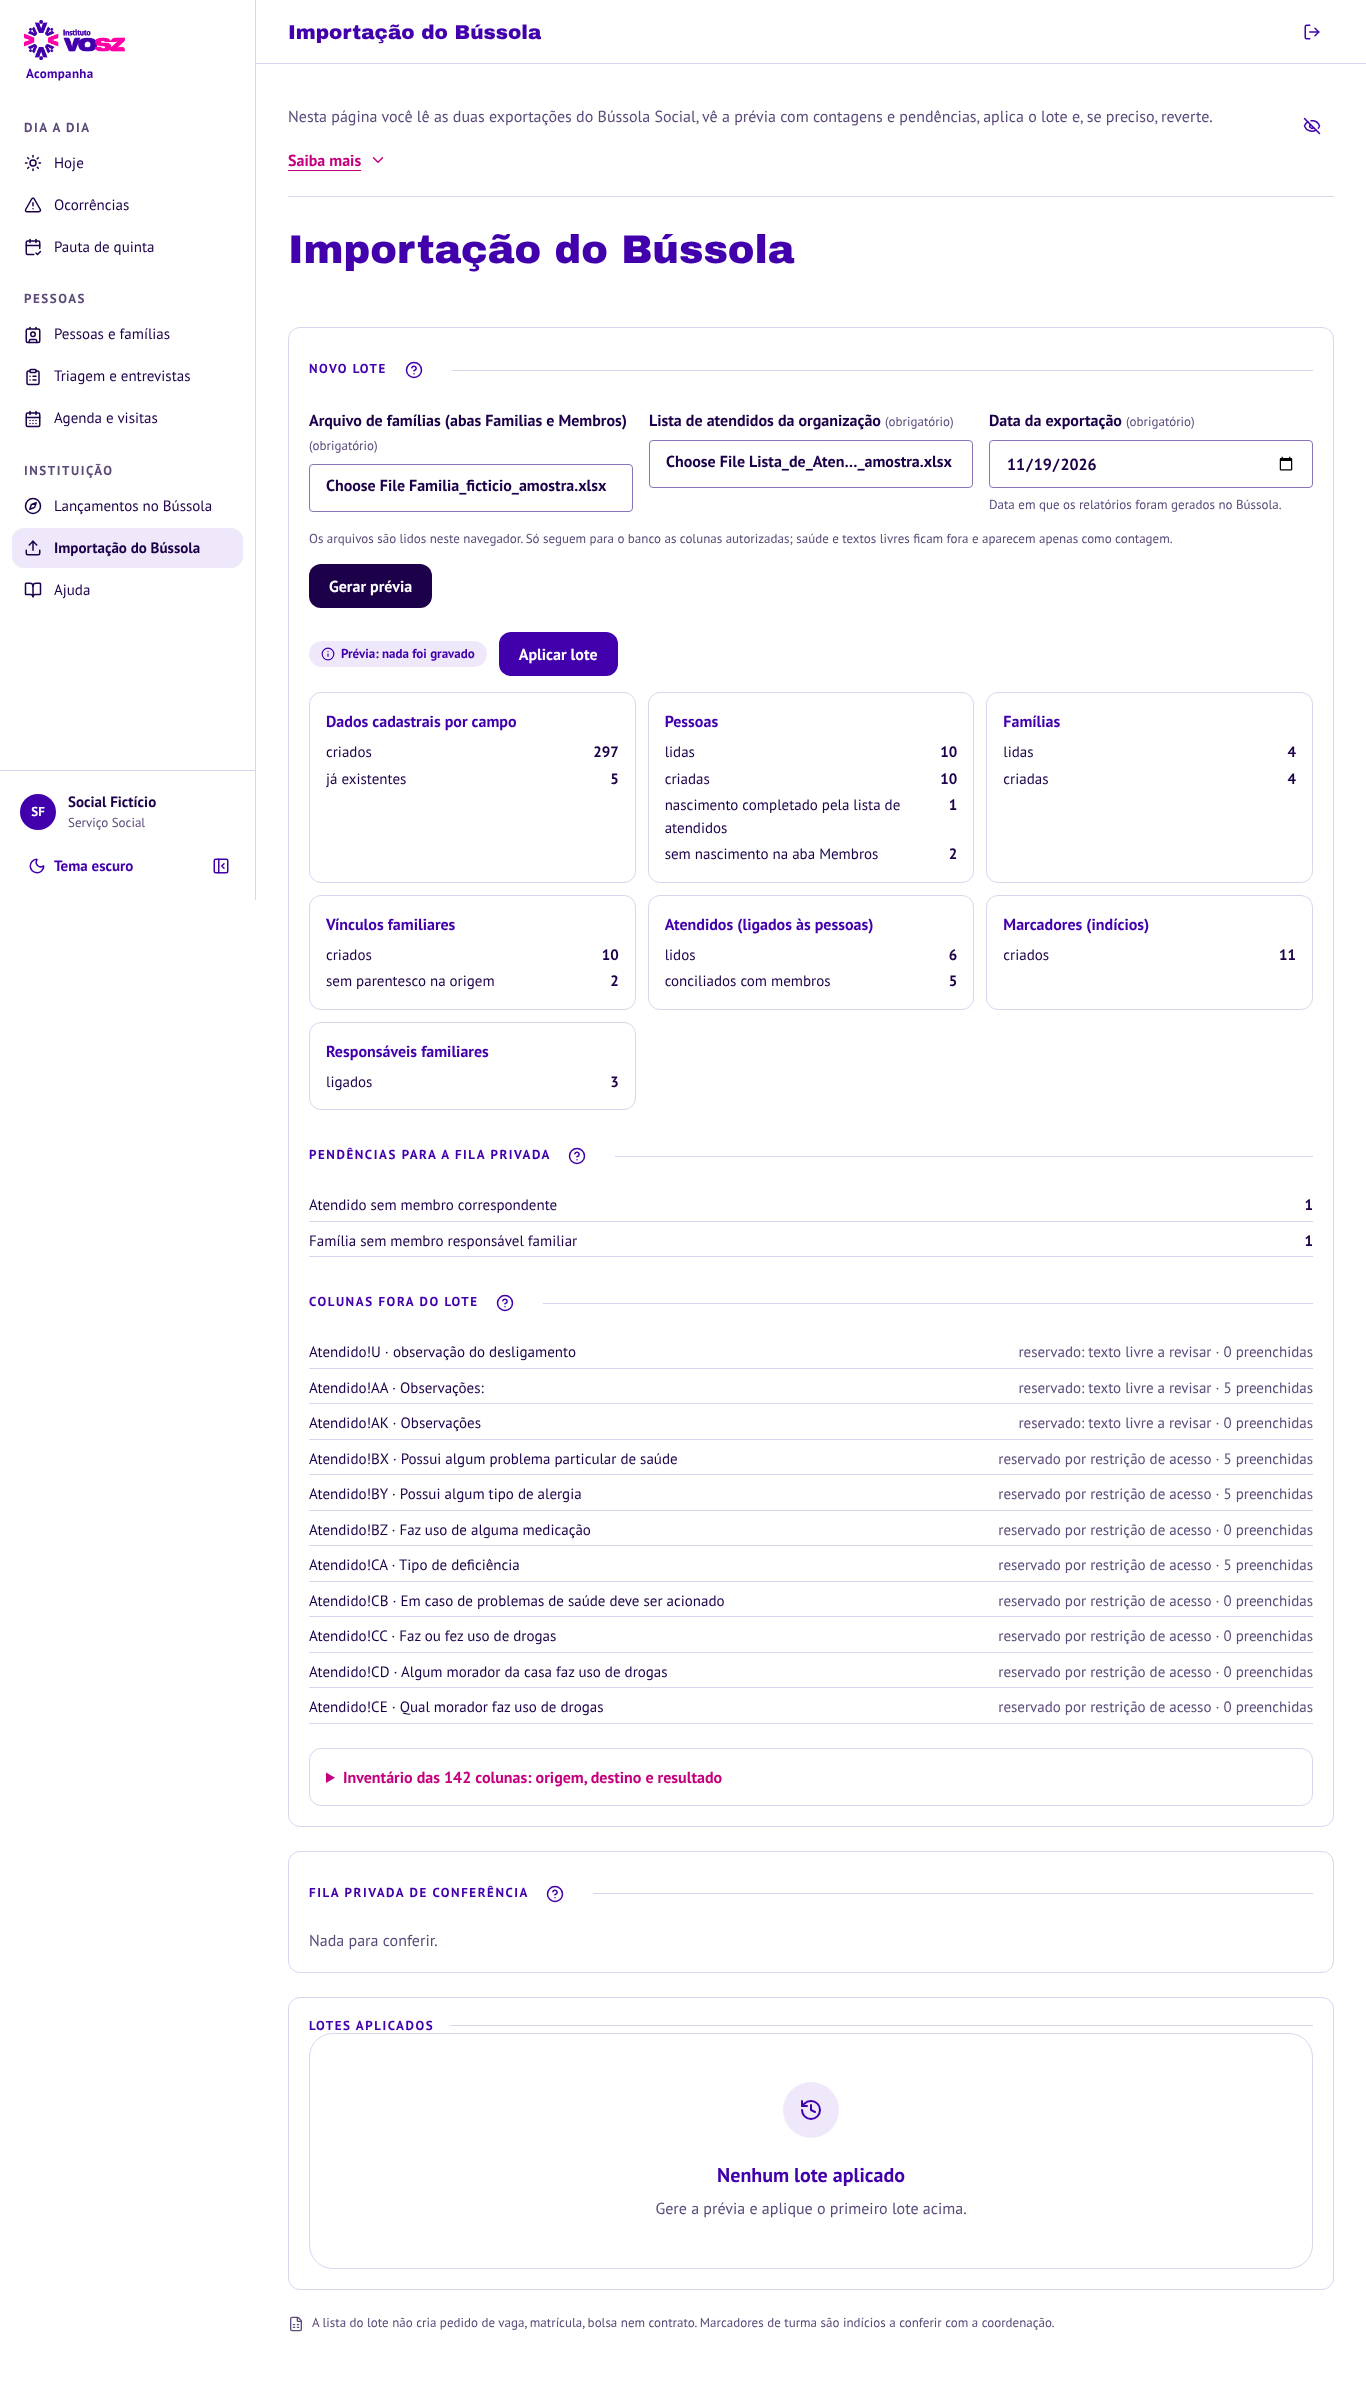 Instituto
VOSZ
Acompanha
DIA A DIA
Hoje
Ocorrências
Pauta de quinta
PESSOAS
Pessoas e famílias
Triagem e entrevistas
Agenda e visitas
INSTITUIÇÃO
Lançamentos no Bússola
Importação do Bússola
Ajuda
SF
Social Fictício
Serviço Social
Tema escuro
Importação do Bússola
Nesta página você lê as duas exportações do Bússola Social, vê a prévia com contagens e pendências, aplica o lote e, se preciso, reverte.
Saiba mais
Importação do Bússola
NOVO LOTE
Arquivo de famílias (abas Familias e Membros)
(obrigatório)
Choose File Familia_ficticio_amostra.xlsx
Lista de atendidos da organização (obrigatório)
Choose File Lista_de_Aten..._amostra.xlsx
Data da exportação (obrigatório)
11/19/2026
Data em que os relatórios foram gerados no Bússola.
Os arquivos são lidos neste navegador. Só seguem para o banco as colunas autorizadas; saúde e textos livres ficam fora e aparecem apenas como contagem.
Gerar prévia
Prévia: nada foi gravado
Aplicar lote
Dados cadastrais por campo
criados 297
já existentes 5
Pessoas
lidas 10
criadas 10
nascimento completado pela lista de 1
atendidos
sem nascimento na aba Membros 2
Famílias
lidas 4
criadas 4
Vínculos familiares
criados 10
sem parentesco na origem 2
Atendidos (ligados às pessoas)
lidos 6
conciliados com membros 5
Marcadores (indícios)
criados 11
Responsáveis familiares
ligados 3
PENDÊNCIAS PARA A FILA PRIVADA
Atendido sem membro correspondente 1
Família sem membro responsável familiar 1
COLUNAS FORA DO LOTE
Atendido!U · observação do desligamento reservado: texto livre a revisar · 0 preenchidas
Atendido!AA · Observações: reservado: texto livre a revisar · 5 preenchidas
Atendido!AK · Observações reservado: texto livre a revisar · 0 preenchidas
Atendido!BX · Possui algum problema particular de saúde reservado por restrição de acesso · 5 preenchidas
Atendido!BY · Possui algum tipo de alergia reservado por restrição de acesso · 5 preenchidas
Atendido!BZ · Faz uso de alguma medicação reservado por restrição de acesso · 0 preenchidas
Atendido!CA · Tipo de deficiência reservado por restrição de acesso · 5 preenchidas
Atendido!CB · Em caso de problemas de saúde deve ser acionado reservado por restrição de acesso · 0 preenchidas
Atendido!CC · Faz ou fez uso de drogas reservado por restrição de acesso · 0 preenchidas
Atendido!CD · Algum morador da casa faz uso de drogas reservado por restrição de acesso · 0 preenchidas
Atendido!CE · Qual morador faz uso de drogas reservado por restrição de acesso · 0 preenchidas
Inventário das 142 colunas: origem, destino e resultado
FILA PRIVADA DE CONFERÊNCIA
Nada para conferir.
LOTES APLICADOS
Nenhum lote aplicado
Gere a prévia e aplique o primeiro lote acima.
A lista do lote não cria pedido de vaga, matrícula, bolsa nem contrato. Marcadores de turma são indícios a conferir com a coordenação.